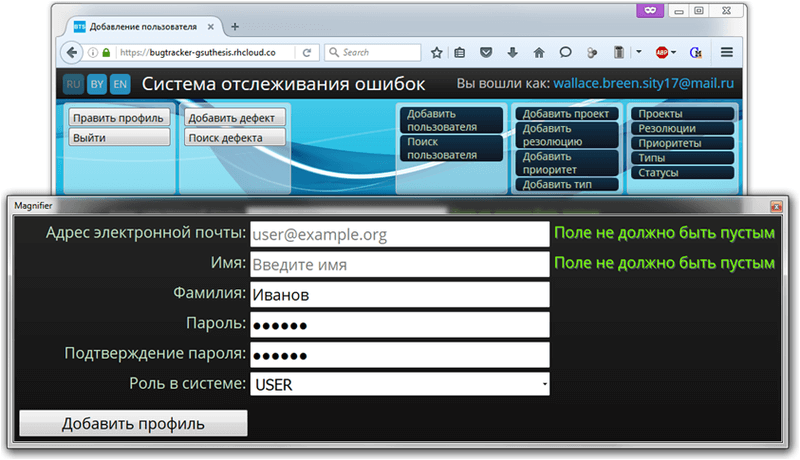 BTS Добавление пользователя
https://bugtracker-gsuthesis.rhcloud.co Search ABP
RU BY EN Система отслеживания ошибок Вы вошли как: wallace.breen.sity17@mail.ru
Править профиль Добавить дефект Добавить пользователя Добавить проект Проекты
Выйти Поиск дефекта Поиск пользователя Добавить резолюцию Резолюции
Добавить приоритет Приоритеты
Добавить тип Типы
Статусы
Magnifier
Адрес электронной почты: user@example.org Поле не должно быть пустым
Имя: Введите имя Поле не должно быть пустым
Фамилия: Иванов
Пароль: ●●●●●●
Подтверждение пароля: ●●●●●●
Роль в системе: USER
Добавить профиль